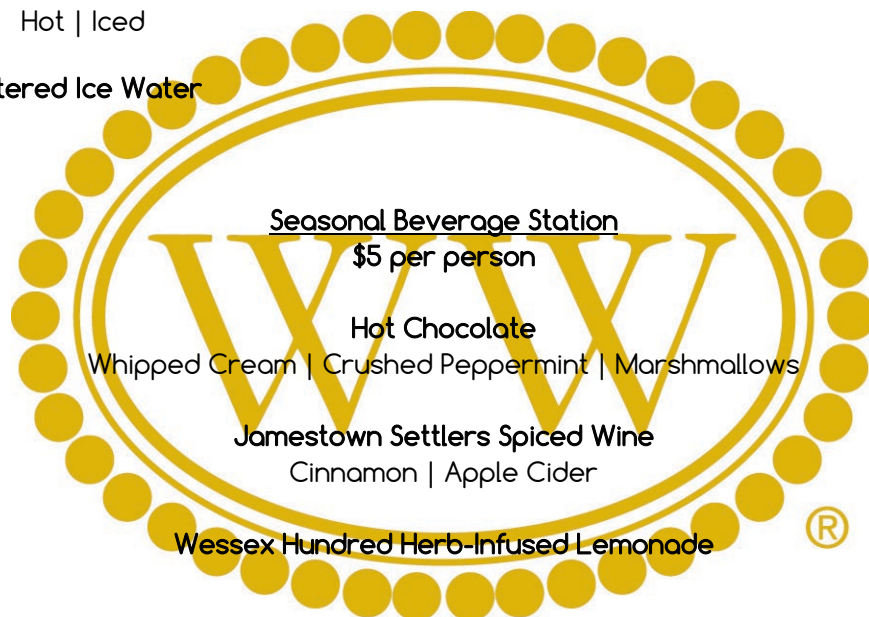 Hot | Iced
tered Ice Water
Seasonal Beverage Station
$5 per person
Hot Chocolate
Whipped Cream | Crushed Peppermint | Marshmallows
Jamestown Settlers Spiced Wine
Cinnamon | Apple Cider
Wessex Hundred Herb-Infused Lemonade
WW
®